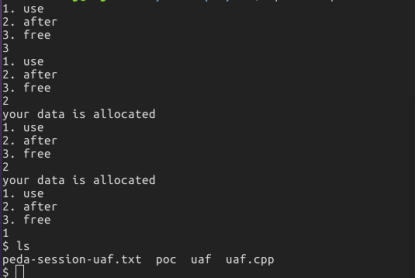 1. use
2. after
3. free
3
1. use
2. after
3. free
2
your data is allocated
1. use
2. after
3. free
2
your data is allocated
1. use
2. after
3. free
1
$ ls
peda-session-uaf.txt  poc  uaf  uaf.cpp
$